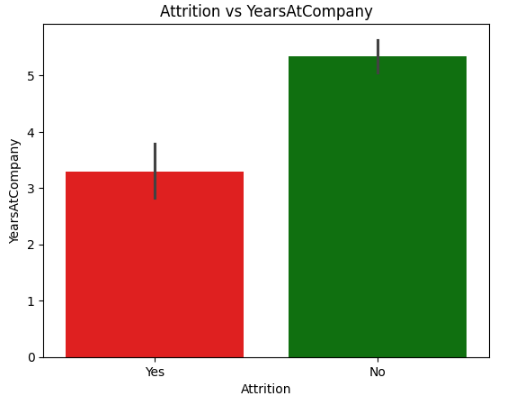 Attrition vs YearsAtCompany
YearsAtCompany
5
4
3
2
1
0
Yes
No
Attrition